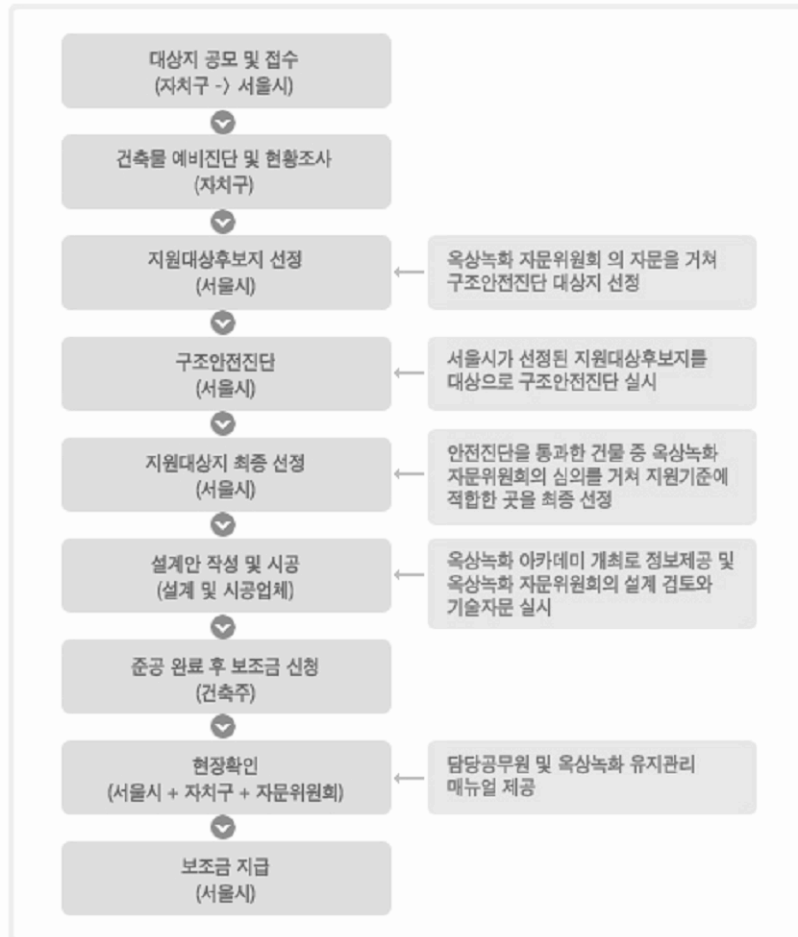 대상지 공모 및 접수
(자치구 -> 서울시)
건축물 예비진단 및 현황조사
(자치구)
지원대상후보지 선정
(서울시)
옥상녹화 자문위원회 의 자문을 거쳐
구조안전진단 대상지 선정
구조안전진단
(서울시)
서울시가 선정된 지원대상후보지를
대상으로 구조안전진단 실시
지원대상지 최종 선정
(서울시)
안전진단을 통과한 건물 중 옥상녹화
자문위원회의 심의를 거쳐 지원기준에
적합한 곳을 최종 선정
설계안 작성 및 시공
(설계 및 시공업체)
옥상녹화 아카데미 개최로 정보제공 및
옥상녹화 자문위원회의 설계 검토와
기술자문 실시
준공 완료 후 보조금 신청
(건축주)
현장확인
(서울시 + 자치구 + 자문위원회)
담당공무원 및 옥상녹화 유지관리
매뉴얼 제공
보조금 지급
(서울시)